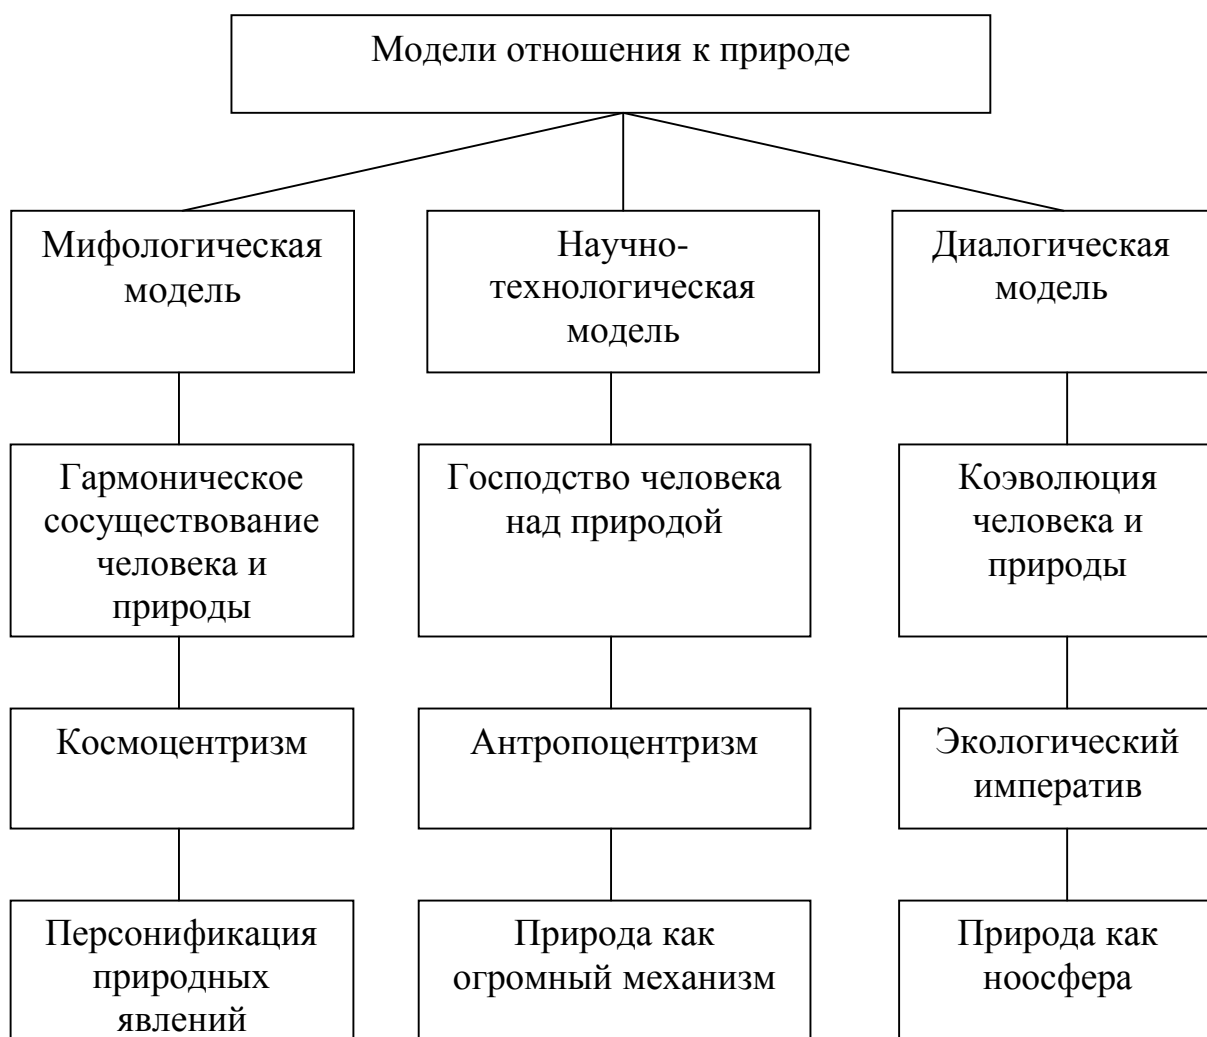 Модели отношения к природе
Мифологическая
модель
Научно-
технологическая
модель
Диалогическая
модель
Гармоническое
сосуществование
человека и
природы
Господство человека
над природой
Коэволюция
человека и
природы
Космоцентризм
Антропоцентризм
Экологический
императив
Персонификация
природных
явлений
Природа как
огромный механизм
Природа как
ноосфера